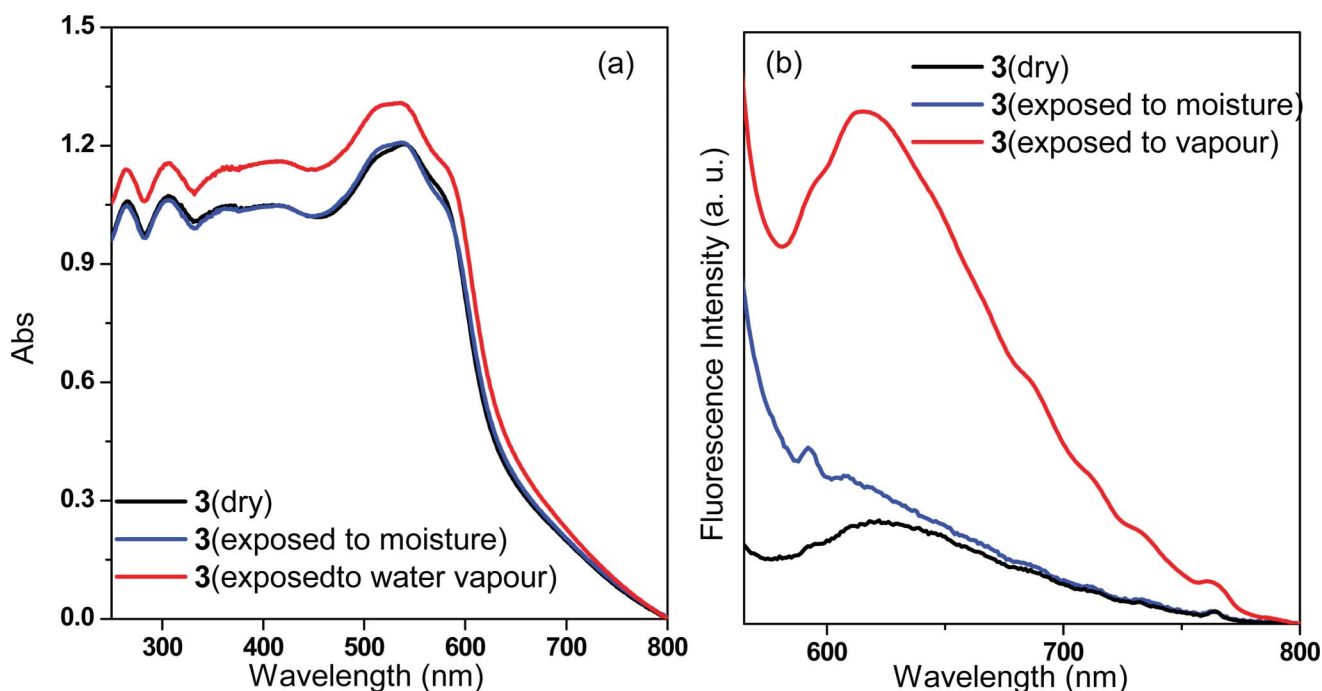 (a)
Abs
1.5
1.2
0.9
0.6
0.3
0.0
3(dry)
3(exposed to moisture)
3(exposedto water vapour)
300 400 500 600 700 800
Wavelength (nm)
(b)
3(dry)
3(exposed to moisture)
3(exposed to vapour)
Fluorescence Intensity (a. u.)
600 700 800
Wavelength (nm)